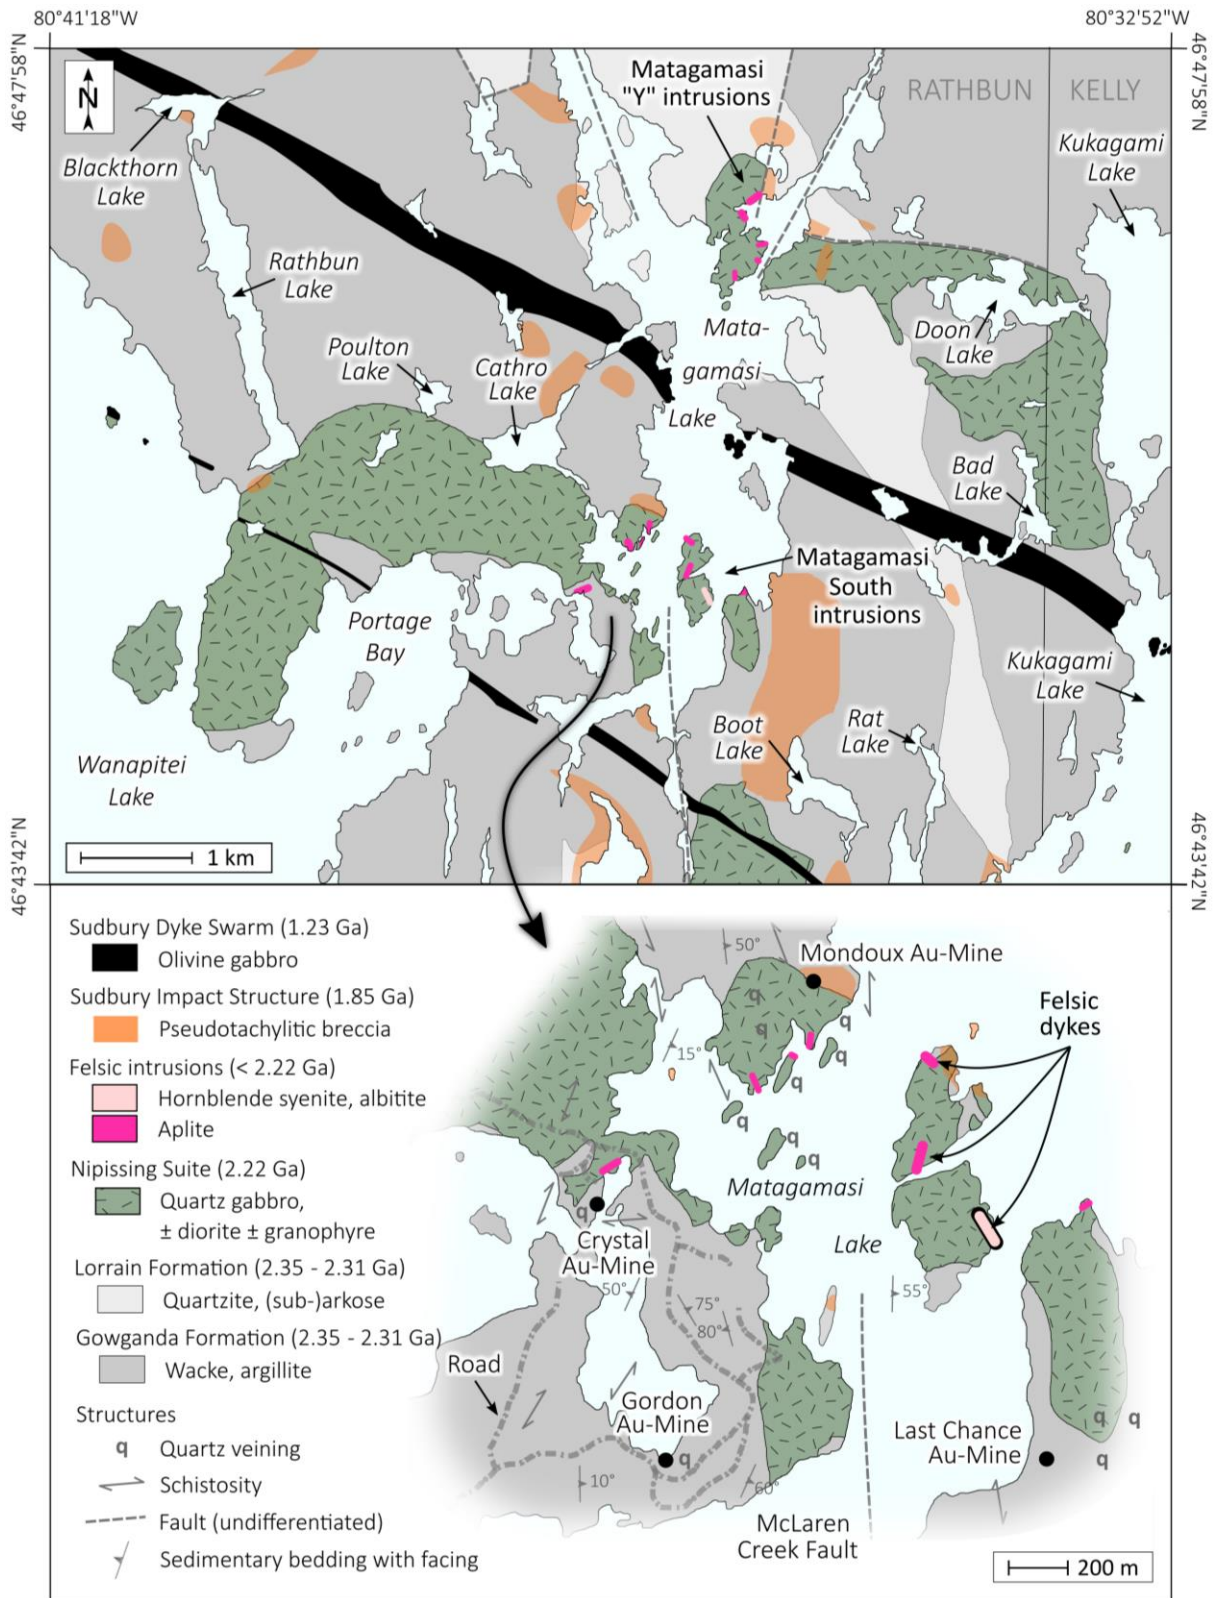 80°41'18"W
80°32'52"W
46°47'58"N
46°47'58"N
N
Matagamasi
"Y" intrusions
RATHBUN
KELLY
Kukagami
Lake
Blackthorn
Lake
Rathbun
Lake
Poulton
Lake
Cathro
Lake
Mata-
gamasi
Lake
Doon
Lake
Bad
Lake
Matagamasi
South
intrusions
Portage
Bay
Kukagami
Lake
Boot
Lake
Rat
Lake
Wanapitei
Lake
1 km
46°43'42"N
46°43'42"N
Sudbury Dyke Swarm (1.23 Ga)
Olivine gabbro
Sudbury Impact Structure (1.85 Ga)
Pseudotachylitic breccia
Felsic intrusions (< 2.22 Ga)
Hornblende syenite, albitite
Aplite
Nipissing Suite (2.22 Ga)
Quartz gabbro,
± diorite ± granophyre
Lorrain Formation (2.35 - 2.31 Ga)
Quartzite, (sub-)arkose
Gowganda Formation (2.35 - 2.31 Ga)
Wacke, argillite
Structures
q Quartz veining
Schistosity
Fault (undifferentiated)
Sedimentary bedding with facing
50°
Mondoux Au-Mine
Felsic
dykes
q
q
q
q
15°
q
q
q
q
Matagamasi
Lake
q
Crystal
Au-Mine
50°
75°
80°
55°
Road
Gordon
Au-Mine
q
10°
60°
Last Chance
Au-Mine
q
q
q
McLaren
Creek Fault
200 m